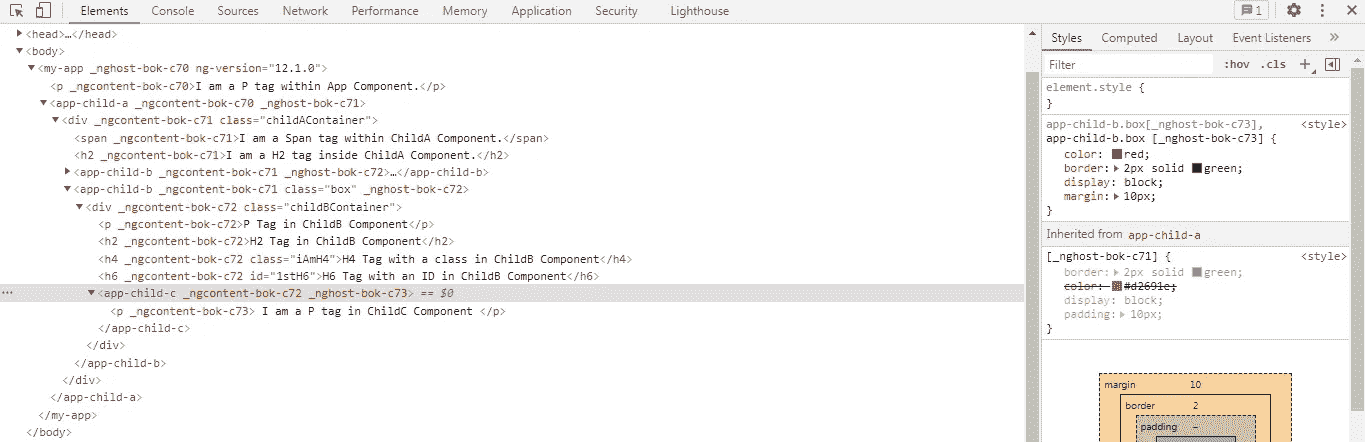 Elements Console Sources Network Performance Memory Application Security Lighthouse 1
<head>…</head>
<body>
<my-app _nghost-bok-c70 ng-version="12.1.0">
<p _ngcontent-bok-c70>I am a P tag within App Component.</p>
<app-child-a _ngcontent-bok-c70 _nghost-bok-c71>
<div _ngcontent-bok-c71 class="childAContainer">
<span _ngcontent-bok-c71>I am a Span tag within ChildA Component.</span>
<h2 _ngcontent-bok-c71>I am a H2 tag inside ChildA Component.</h2>
<app-child-b _ngcontent-bok-c71 _nghost-bok-c72>…</app-child-b>
<app-child-b _ngcontent-bok-c71 class="box" _nghost-bok-c72>
<div _ngcontent-bok-c72 class="childBContainer">
<p _ngcontent-bok-c72>P Tag in ChildB Component</p>
<h2 _ngcontent-bok-c72>H2 Tag in ChildB Component</h2>
<h4 _ngcontent-bok-c72 class="iAmH4">H4 Tag with a class in ChildB Component</h4>
<h6 _ngcontent-bok-c72 id="1stH6">H6 Tag with an ID in ChildB Component</h6>
… <app-child-c _ngcontent-bok-c72 _nghost-bok-c73> == $0
<p _ngcontent-bok-c73> I am a P tag in ChildC Component </p>
</app-child-c>
</div>
</app-child-b>
</div>
</app-child-a>
</my-app>
</body>
Styles Computed Layout Event Listeners »
Filter :hov .cls +
element.style {
}
app-child-b.box[_nghost-bok-c73], <style>
app-child-b.box [_nghost-bok-c73] {
color: red;
border: 2px solid green;
display: block;
margin: 10px;
}
Inherited from app-child-a
[_nghost-bok-c71] { <style>
border: 2px solid green;
color: #d2691e;
display: block;
padding: 10px;
}
margin 10
border 2
padding –